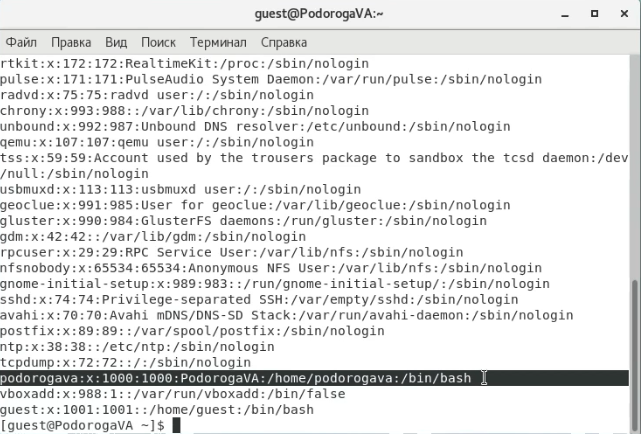 guest@PodorogaVA:~
Файл Правка Вид Поиск Терминал Справка
rtkit:x:172:172:RealtimeKit:/proc:/sbin/nologin
pulse:x:171:171:PulseAudio System Daemon:/var/run/pulse:/sbin/nologin
radvd:x:75:75:radvd user:/:/sbin/nologin
chrony:x:993:988::/var/lib/chrony:/sbin/nologin
unbound:x:992:987:Unbound DNS resolver:/etc/unbound:/sbin/nologin
qemu:x:107:107:qemu user:/:/sbin/nologin
tss:x:59:59:Account used by the trousers package to sandbox the tcsd daemon:/dev
/null:/sbin/nologin
usbmuxd:x:113:113:usbmuxd user:/:/sbin/nologin
geoclue:x:991:985:User for geoclue:/var/lib/geoclue:/sbin/nologin
gluster:x:990:984:GlusterFS daemons:/run/gluster:/sbin/nologin
gdm:x:42:42::/var/lib/gdm:/sbin/nologin
rpcuser:x:29:29:RPC Service User:/var/lib/nfs:/sbin/nologin
nfsnobody:x:65534:65534:Anonymous NFS User:/var/lib/nfs:/sbin/nologin
gnome-initial-setup:x:989:983::/run/gnome-initial-setup/:/sbin/nologin
sshd:x:74:74:Privilege-separated SSH:/var/empty/sshd:/sbin/nologin
avahi:x:70:70:Avahi mDNS/DNS-SD Stack:/var/run/avahi-daemon:/sbin/nologin
postfix:x:89:89::/var/spool/postfix:/sbin/nologin
ntp:x:38:38::/etc/ntp:/sbin/nologin
tcpdump:x:72:72::/:/sbin/nologin
podorogava:x:1000:1000:PodorogaVA:/home/podorogava:/bin/bash
vboxadd:x:988:1::/var/run/vboxadd:/bin/false
guest:x:1001:1001::/home/guest:/bin/bash
[guest@PodorogaVA ~]$